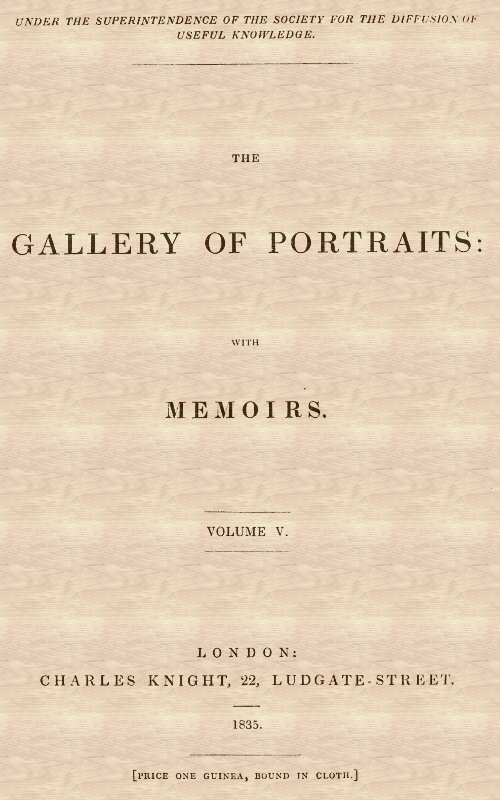 UNDER THE SUPERINTENDENCE OF THE SOCIETY FOR THE DIFFUSION OF
USEFUL KNOWLEDGE.
THE
GALLERY OF PORTRAITS:
WITH
MEMOIRS.
VOLUME V.
LONDON:
CHARLES KNIGHT, 22, LUDGATE-STREET.
1835.
[PRICE ONE GUINEA, BOUND IN CLOTH.]